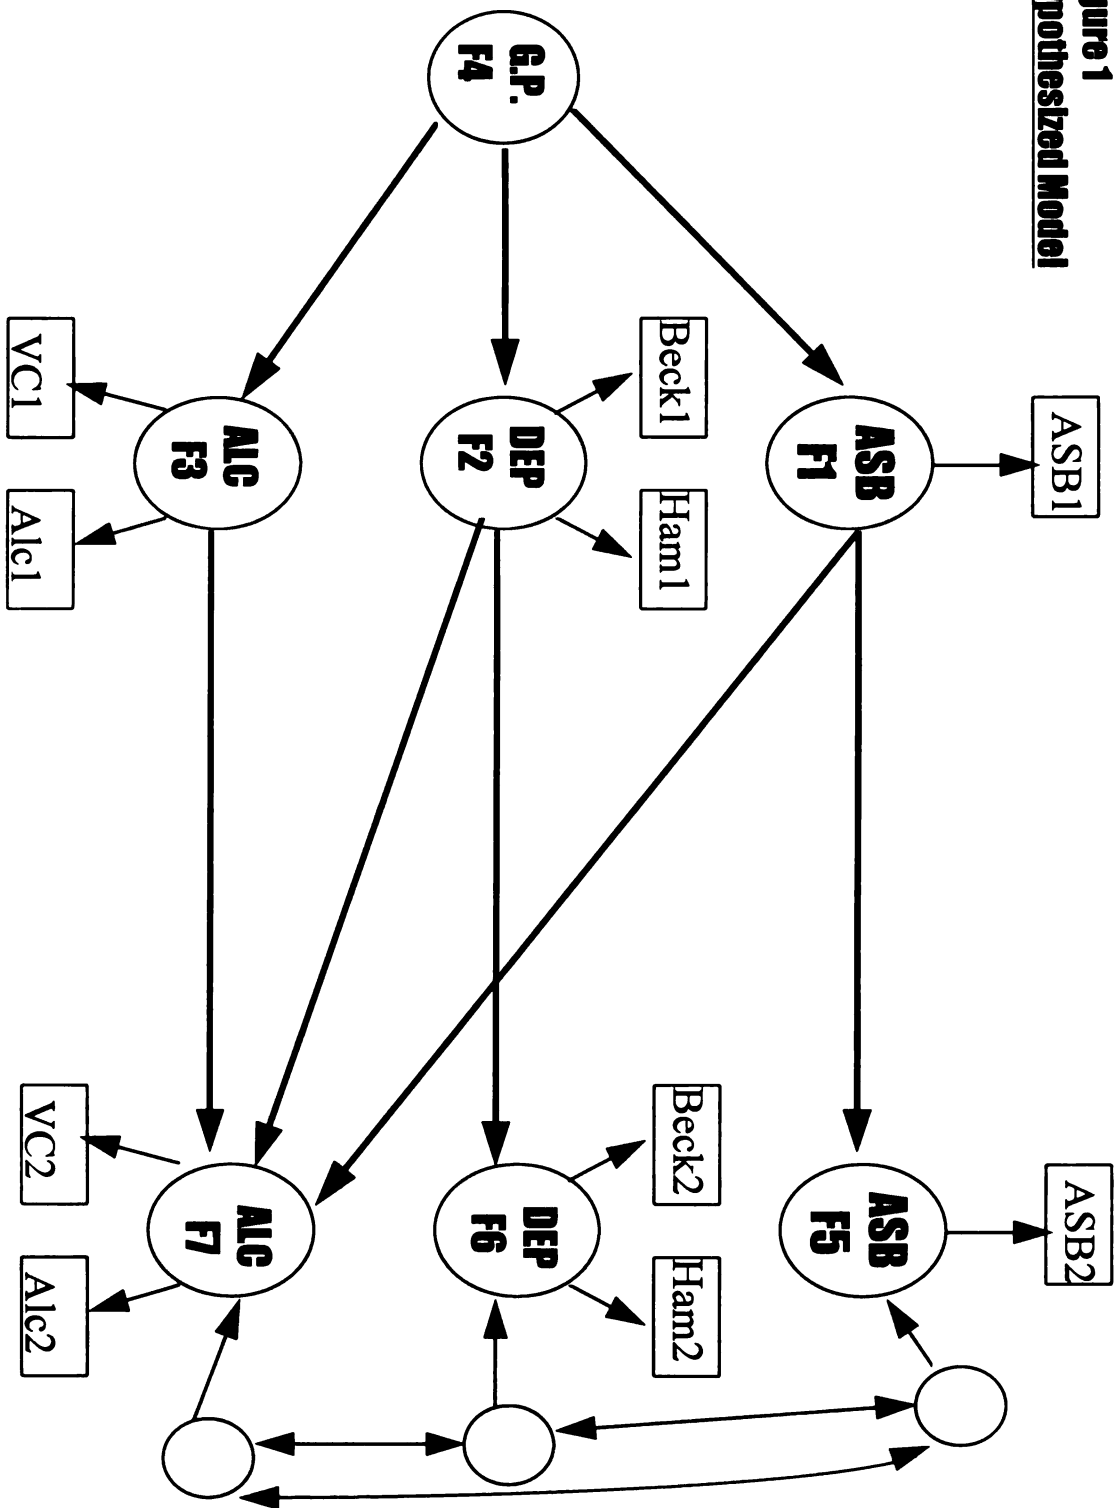 gure 1
pothesized Model
ASB1
ASB2
ASB
F1
ASB
F5
Beck1
Ham1
Beck2
Ham2
G.P.
F4
DEP
F2
DEP
F6
ALC
F3
ALC
F7
VC1
Alc1
VC2
Alc2